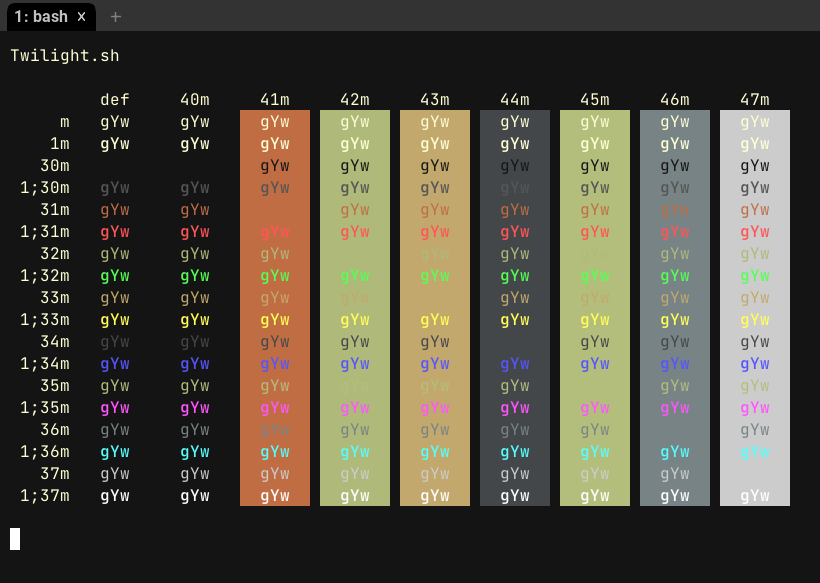 1: bash × +
Twilight.sh
def 40m 41m 42m 43m 44m 45m 46m 47m
m gYw gYw gYw gYw gYw gYw gYw gYw gYw
1m gYw gYw gYw gYw gYw gYw gYw gYw gYw
30m gYw gYw gYw gYw gYw gYw gYw
1;30m gYw gYw gYw gYw gYw gYw gYw gYw gYw
31m gYw gYw gYw gYw gYw gYw gYw gYw
1;31m gYw gYw gYw gYw gYw gYw gYw gYw gYw
32m gYw gYw gYw gYw gYw gYw gYw
1;32m gYw gYw gYw gYw gYw gYw gYw gYw gYw
33m gYw gYw gYw gYw gYw gYw gYw gYw
1;33m gYw gYw gYw gYw gYw gYw gYw gYw gYw
34m gYw gYw gYw gYw gYw gYw gYw gYw
1;34m gYw gYw gYw gYw gYw gYw gYw gYw gYw
35m gYw gYw gYw gYw gYw gYw gYw
1;35m gYw gYw gYw gYw gYw gYw gYw gYw gYw
36m gYw gYw gYw gYw gYw gYw gYw gYw
1;36m gYw gYw gYw gYw gYw gYw gYw gYw gYw
37m gYw gYw gYw gYw gYw gYw gYw gYw
1;37m gYw gYw gYw gYw gYw gYw gYw gYw gYw